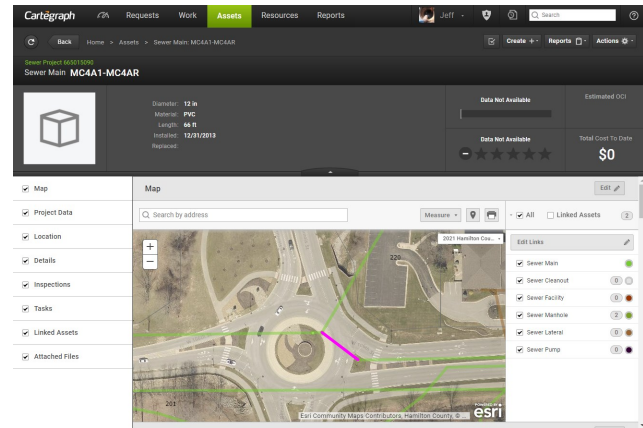 Cartegraph Requests Work Assets Resources Reports Jeff Search
Back Home > Assets > Sewer Main: MC4A1-MC4AR Create Reports Actions
Sewer Project 665015090
Sewer Main MC4A1-MC4AR
Diameter: 12 in
Material: PVC
Length: 66 ft
Installed: 12/31/2013
Replaced:
Data Not Available
Estimated OCI
Data Not Available
Total Cost To Date
$0
Map
Project Data
Location
Details
Inspections
Tasks
Linked Assets
Attached Files
Map Edit
Search by address Measure
All Linked Assets 2
2021 Hamilton Cou...
+
−
220
201
Edit Links
Sewer Main
Sewer Cleanout 0
Sewer Facility 0
Sewer Manhole 2
Sewer Lateral 0
Sewer Pump 0
Esri Community Maps Contributors, Hamilton County, © ...
POWERED BY
esri